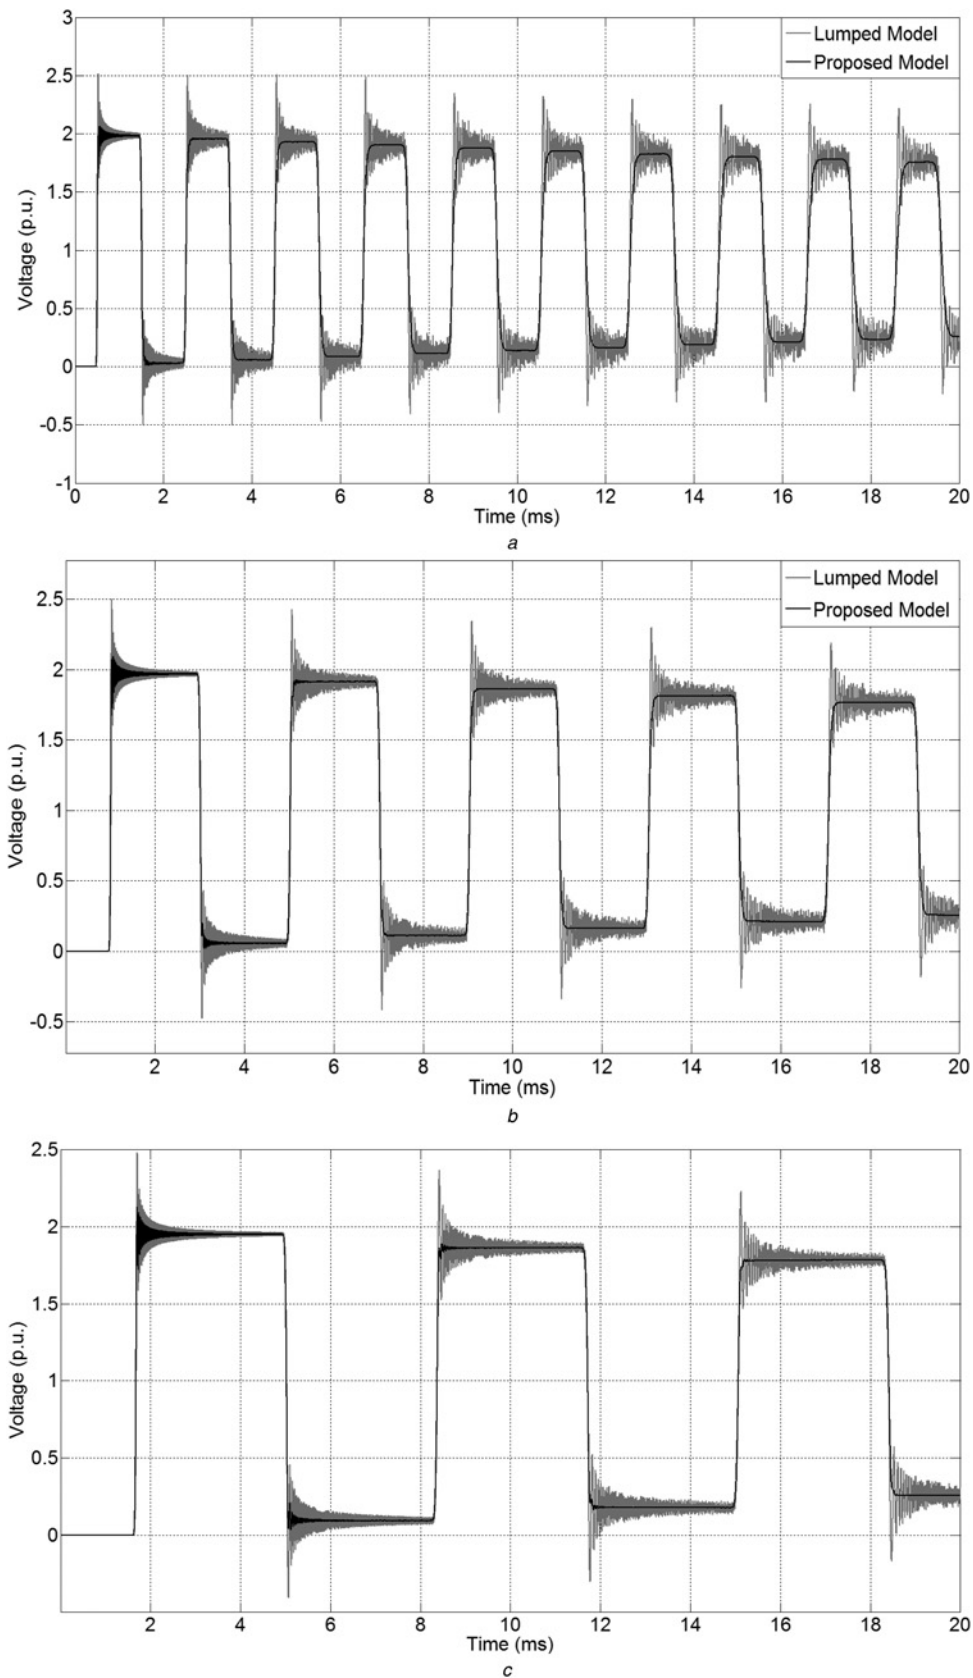 3
Lumped Model
Proposed Model
2.5
2
1.5
1
0.5
0
-0.5
-1
Voltage (p.u.)
0 2 4 6 8 10 12 14 16 18 20
Time (ms)
a
Lumped Model
Proposed Model
2.5
2
1.5
1
0.5
0
-0.5
Voltage (p.u.)
2 4 6 8 10 12 14 16 18 20
Time (ms)
b
2.5
2
1.5
1
0.5
0
Voltage (p.u.)
2 4 6 8 10 12 14 16 18 20
Time (ms)
c